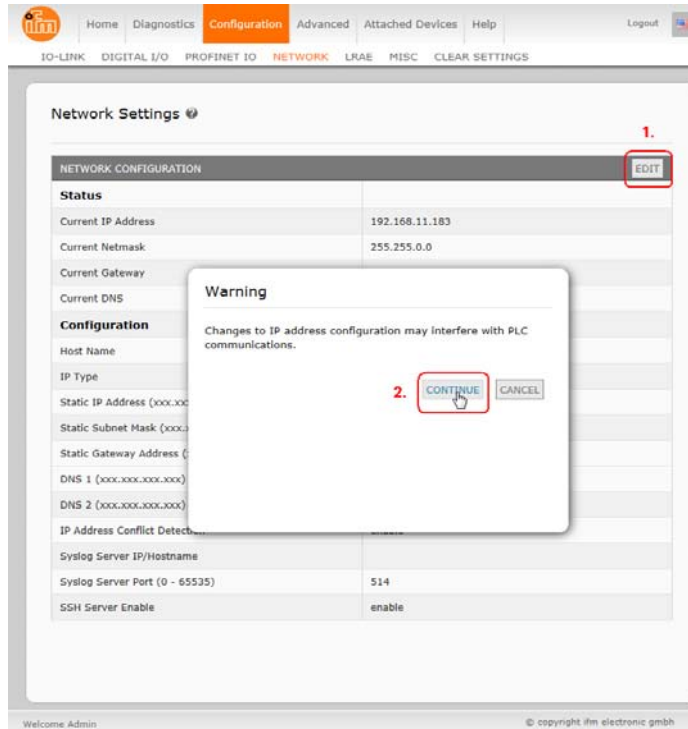 ifm
Home Diagnostics Configuration Advanced Attached Devices Help Logout
IO-LINK DIGITAL I/O PROFINET IO NETWORK LRAE MISC CLEAR SETTINGS
Network Settings ?
1.
NETWORK CONFIGURATION EDIT
Status
Current IP Address 192.168.11.183
Current Netmask 255.255.0.0
Current Gateway
Current DNS
Warning
Changes to IP address configuration may interfere with PLC
communications.
2. CONTINUE CANCEL
Configuration
Host Name
IP Type
Static IP Address (xxx.xx
Static Subnet Mask (xxx.
Static Gateway Address (
DNS 1 (xxx.xxx.xxx.xxx)
DNS 2 (xxx.xxx.xxx.xxx)
IP Address Conflict
Syslog Server IP/Hostname
Syslog Server Port (0 - 65535) 514
SSH Server Enable enable
Welcome Admin © copyright ifm electronic gmbh